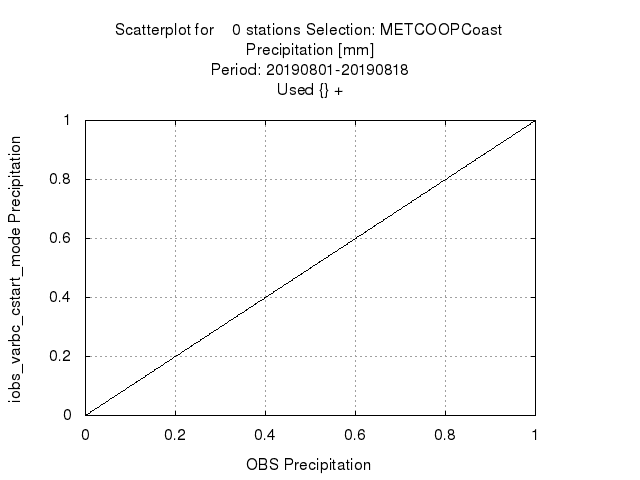 Scatterplot for    0 stations Selection: METCOOPCoast
Precipitation [mm]
Period: 20190801-20190818
Used {} +
iobs_varbc_cstart_mode Precipitation
1
0.8
0.6
0.4
0.2
0
0 0.2 0.4 0.6 0.8 1
OBS Precipitation